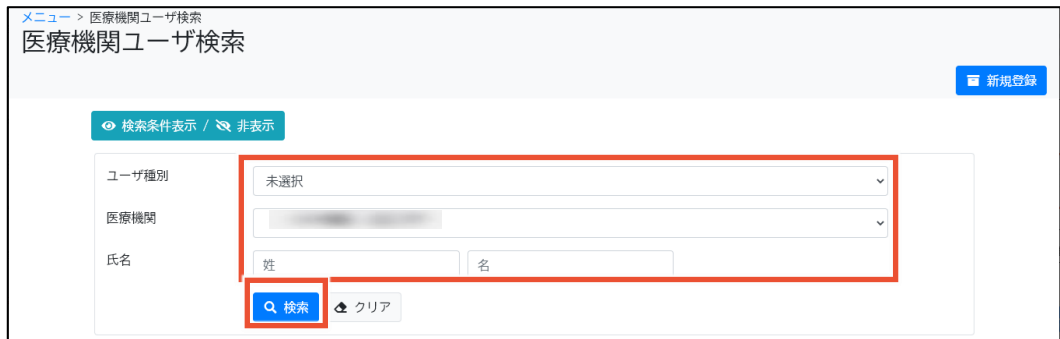 メニュー > 医療機関ユーザ検索
医療機関ユーザ検索
新規登録
検索条件表示 / 非表示
ユーザ種別
未選択
医療機関
氏名
姓
名
検索
クリア